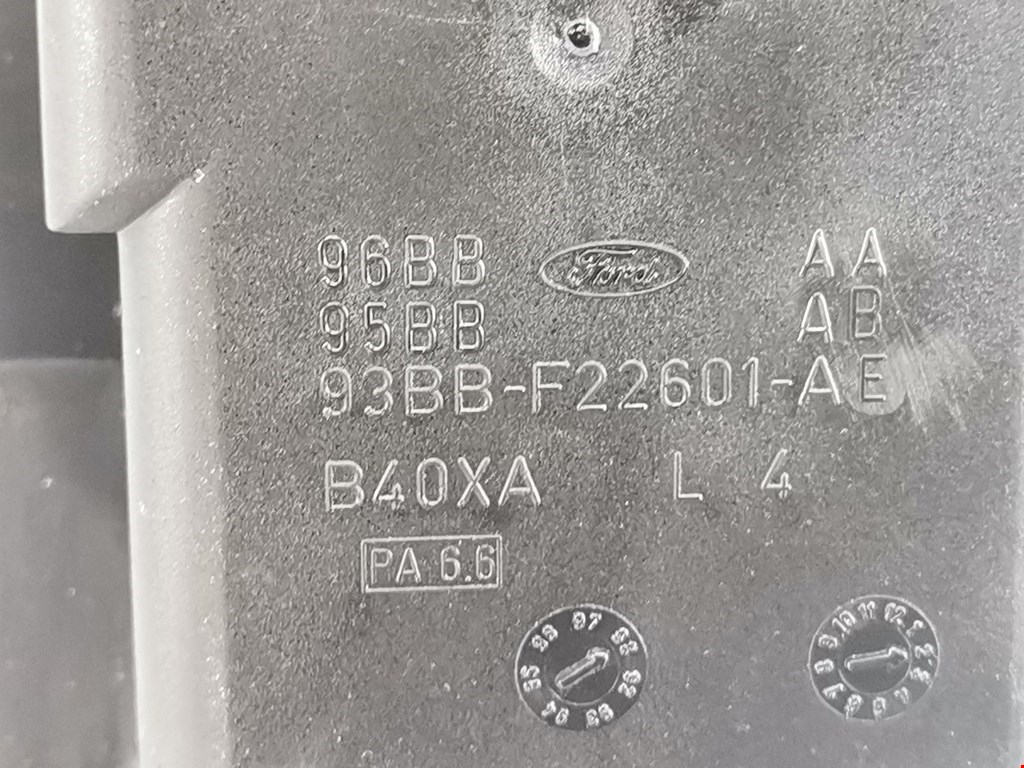 96BB Ford AA
95BB AB
93BB-F22601-AE
B40XA L 4
PA 6.6